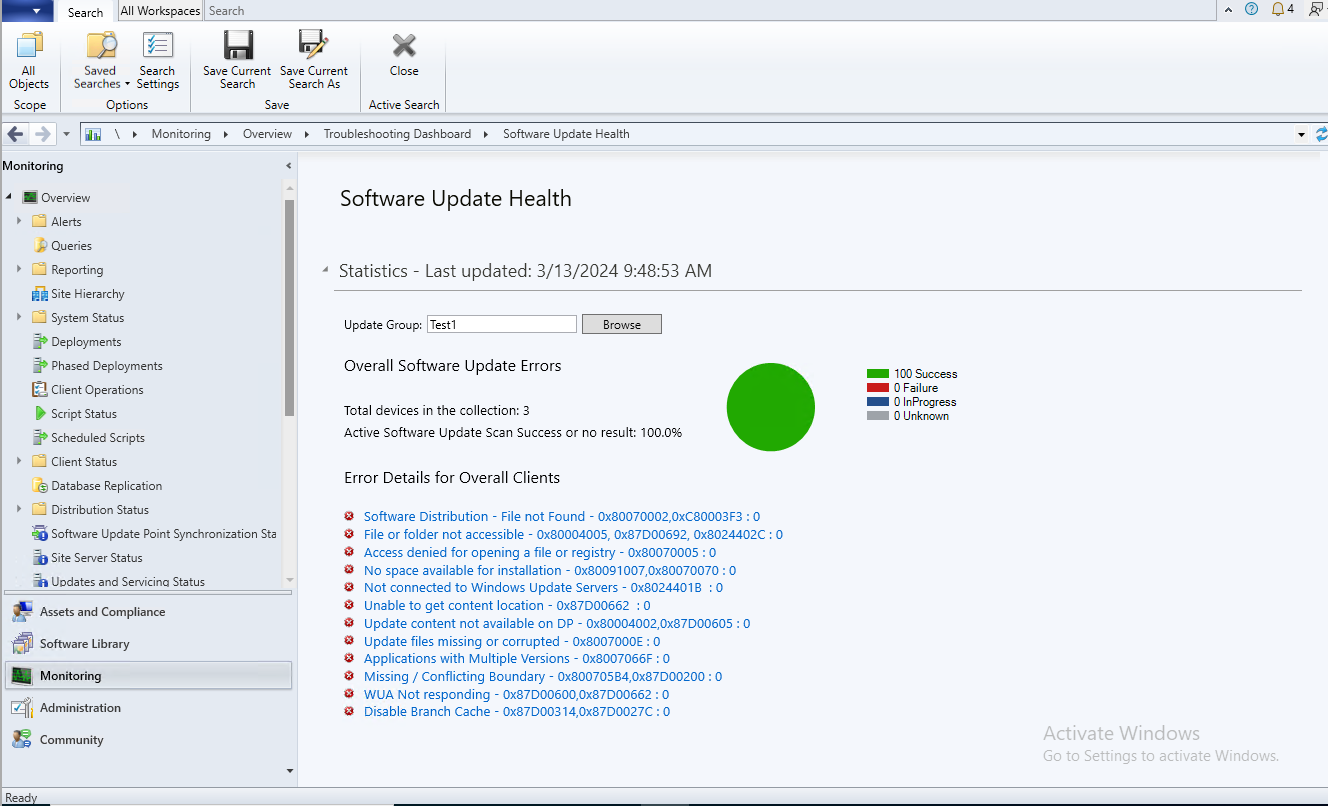 Search
All Workspaces
Search
4
All
Objects
Saved
Searches
Search
Settings
Save Current
Search
Save Current
Search As
Close
Scope
Options
Save
Active Search
\ Monitoring Overview Troubleshooting Dashboard Software Update Health
Monitoring
Overview
Alerts
Queries
Reporting
Site Hierarchy
System Status
Deployments
Phased Deployments
Client Operations
Script Status
Scheduled Scripts
Client Status
Database Replication
Distribution Status
Software Update Point Synchronization Sta
Site Server Status
Updates and Servicing Status
Assets and Compliance
Software Library
Monitoring
Administration
Community
Software Update Health
Statistics - Last updated: 3/13/2024 9:48:53 AM
Update Group: Test1 Browse
Overall Software Update Errors
Total devices in the collection: 3
Active Software Update Scan Success or no result: 100.0%
100 Success
0 Failure
0 InProgress
0 Unknown
Error Details for Overall Clients
Software Distribution - File not Found - 0x80070002,0xC80003F3 : 0
File or folder not accessible - 0x80004005, 0x87D00692, 0x8024402C : 0
Access denied for opening a file or registry - 0x80070005 : 0
No space available for installation - 0x80091007,0x80070070 : 0
Not connected to Windows Update Servers - 0x8024401B  : 0
Unable to get content location - 0x87D00662  : 0
Update content not available on DP - 0x80004002,0x87D00605 : 0
Update files missing or corrupted - 0x8007000E : 0
Applications with Multiple Versions - 0x8007066F : 0
Missing / Conflicting Boundary - 0x800705B4,0x87D00200 : 0
WUA Not responding - 0x87D00600,0x87D00662 : 0
Disable Branch Cache - 0x87D00314,0x87D0027C : 0
Activate Windows
Go to Settings to activate Windows.
Ready